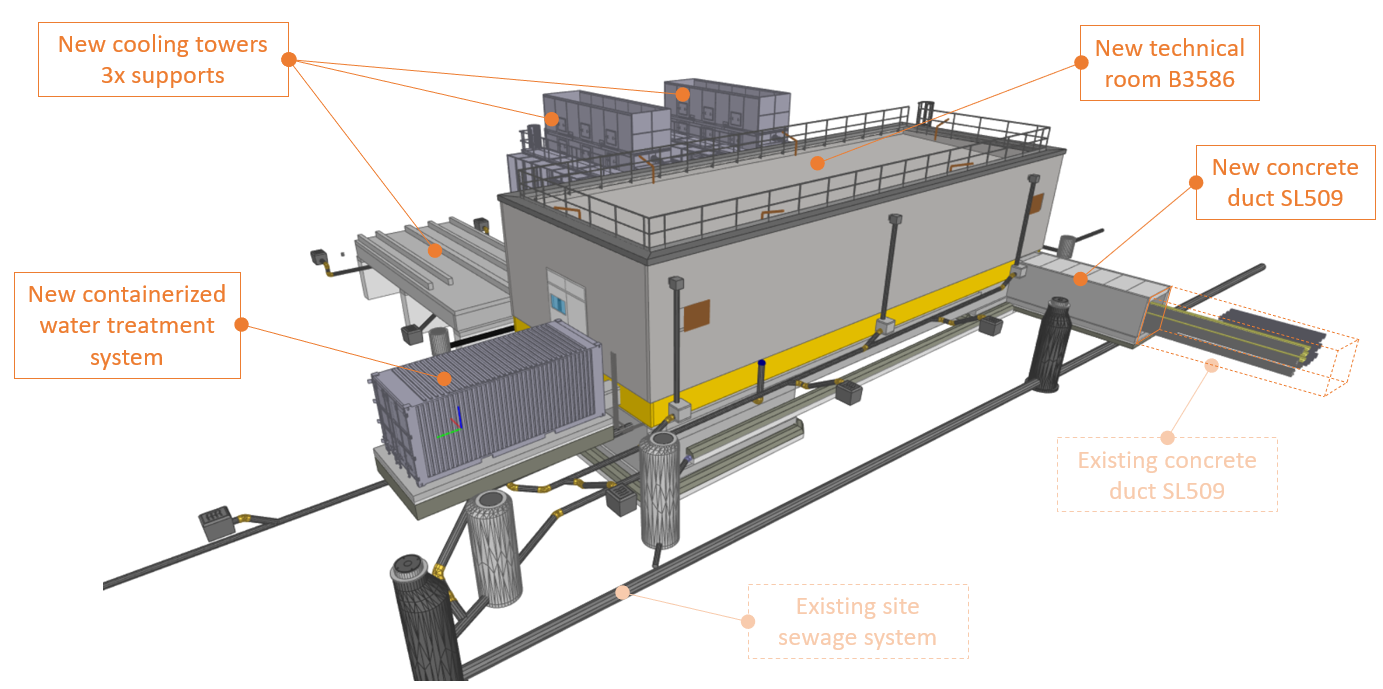 New cooling towers
3x supports
New technical
room B3586
New concrete
duct SL509
New containerized
water treatment
system
Existing concrete
duct SL509
Existing site
sewage system